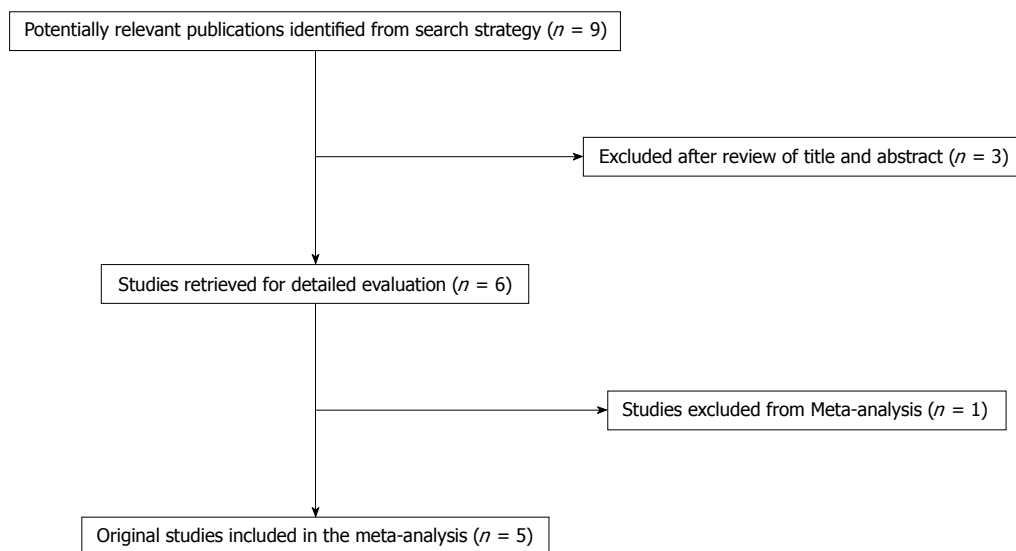 Potentially relevant publications identified from search strategy (n = 9)
Excluded after review of title and abstract (n = 3)
Studies retrieved for detailed evaluation (n = 6)
Studies excluded from Meta-analysis (n = 1)
Original studies included in the meta-analysis (n = 5)